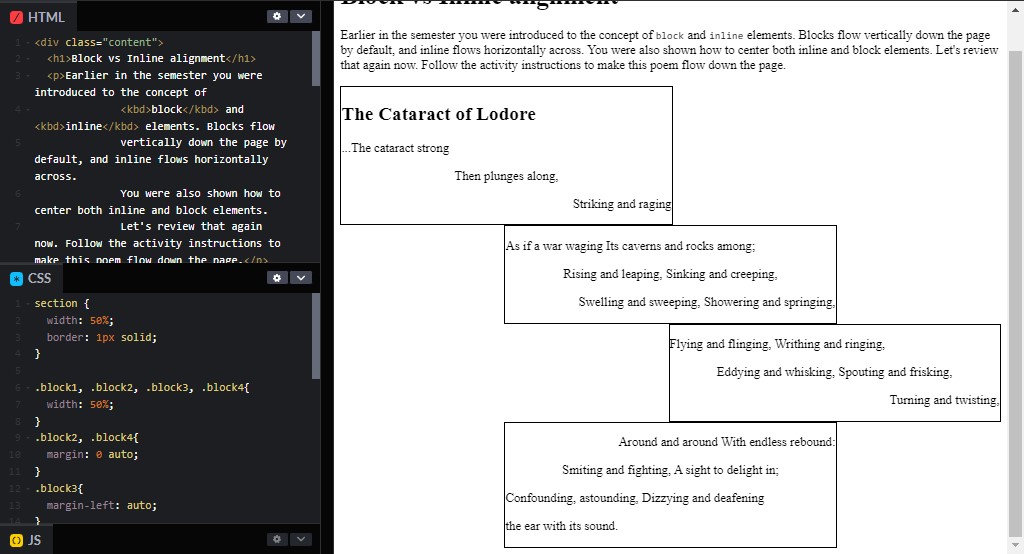 HTML
1 <div class="content">
2 <h1>Block vs Inline alignment</h1>
3 <p>Earlier in the semester you were
introduced to the concept of
4 <kbd>block</kbd> and
<kbd>inline</kbd> elements. Blocks flow
5 vertically down the page by
default, and inline flows horizontally
across.
6 You were also shown how to
center both inline and block elements.
7 Let's review that again
now. Follow the activity instructions to
make this poem flow down the page.</p>
CSS
1 section {
2 width: 50%;
3 border: 1px solid;
4 }
5
6 .block1, .block2, .block3, .block4{
7 width: 50%;
8 }
9 .block2, .block4{
10 margin: 0 auto;
11 }
12 .block3{
13 margin-left: auto;
14 }
JS
Block vs Inline alignment
Earlier in the semester you were introduced to the concept of block and inline elements. Blocks flow vertically down the page
by default, and inline flows horizontally across. You were also shown how to center both inline and block elements. Let's review
that again now. Follow the activity instructions to make this poem flow down the page.
The Cataract of Lodore
...The cataract strong
Then plunges along,
Striking and raging
As if a war waging Its caverns and rocks among;
Rising and leaping, Sinking and creeping,
Swelling and sweeping, Showering and springing,
Flying and flinging, Writhing and ringing,
Eddying and whisking, Spouting and frisking,
Turning and twisting,
Around and around With endless rebound:
Smiting and fighting, A sight to delight in;
Confounding, astounding, Dizzying and deafening
the ear with its sound.